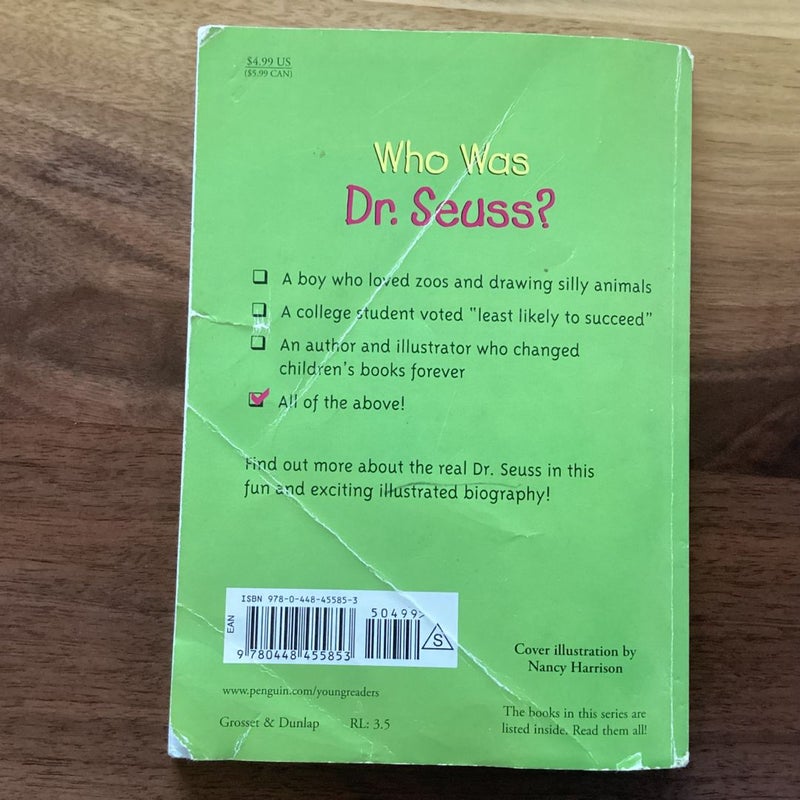 $4.99 US
($5.99 CAN)
Who Was
Dr. Seuss?
A boy who loved zoos and drawing silly animals
A college student voted "least likely to succeed"
An author and illustrator who changed
children's books forever
All of the above!
Find out more about the real Dr. Seuss in this
fun and exciting illustrated biography!
ISBN 978-0-448-45585-3
50499>
EAN
S
9 780448 455853
Cover illustration by
Nancy Harrison
www.penguin.com/youngreaders
Grosset & Dunlap RL: 3.5
The books in this series are
listed inside. Read them all!